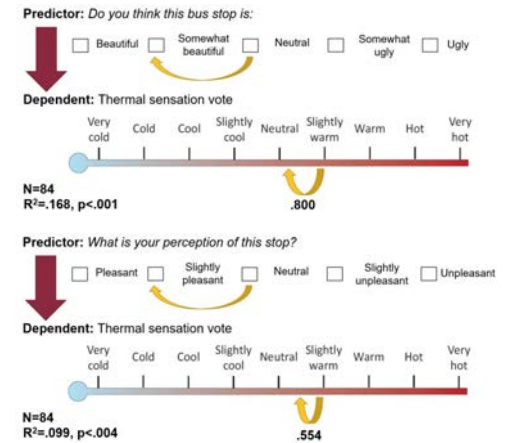 Predictor: Do you think this bus stop is:
Beautiful Somewhat beautiful Neutral Somewhat ugly Ugly
Dependent: Thermal sensation vote
Very cold Cold Cool Slightly cool Neutral Slightly warm Warm Hot Very hot
N=84
R²=.168, p<.001 .800
Predictor: What is your perception of this stop?
Pleasant Slightly pleasant Neutral Slightly unpleasant Unpleasant
Dependent: Thermal sensation vote
Very cold Cold Cool Slightly cool Neutral Slightly warm Warm Hot Very hot
N=84
R²=.099, p<.004 .554